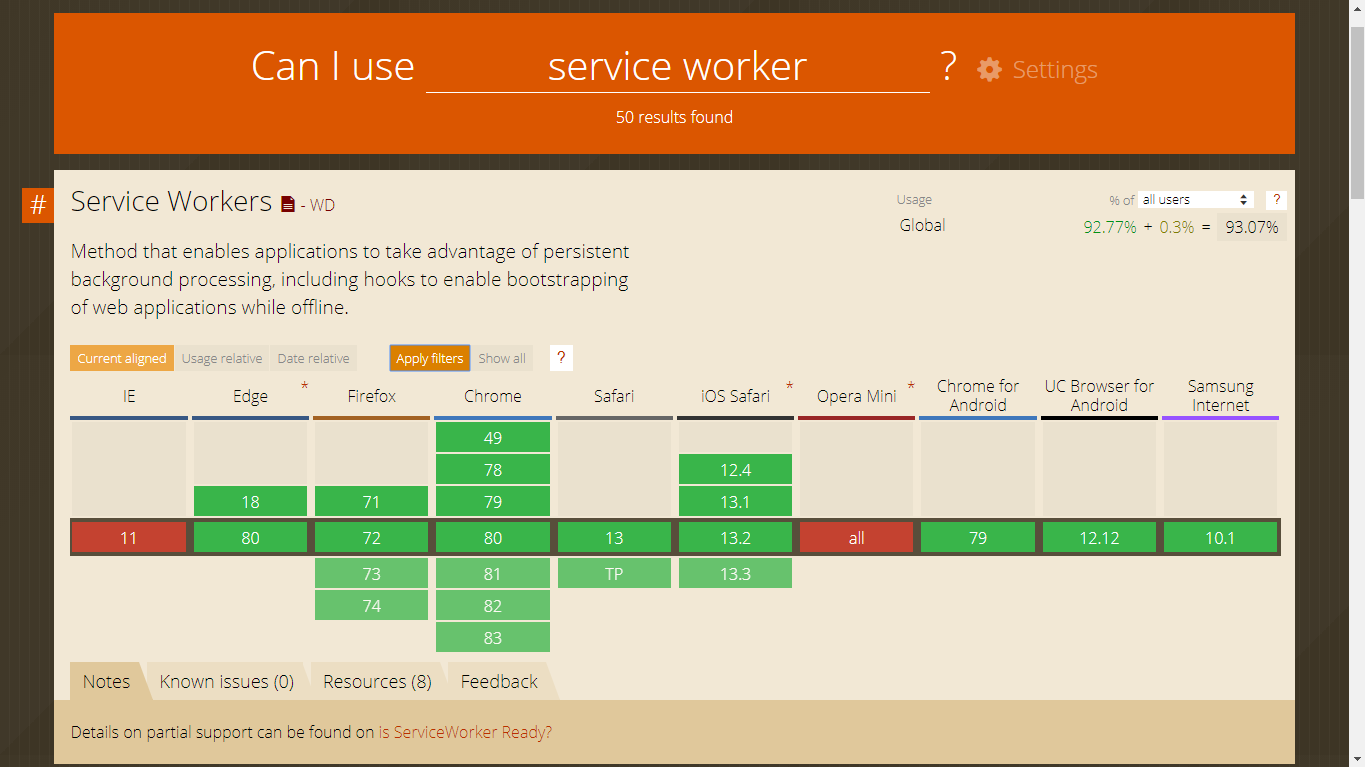 Can I use service worker ? Settings
50 results found
#
Service Workers - WD
Usage % of all users ?
Global 92.77% + 0.3% = 93.07%
Method that enables applications to take advantage of persistent
background processing, including hooks to enable bootstrapping
of web applications while offline.
Current aligned Usage relative Date relative Apply filters Show all ?
IE Edge * Firefox Chrome Safari iOS Safari * Opera Mini * Chrome for Android UC Browser for Android Samsung Internet
49
78 12.4
18 71 79 13.1
11 80 72 80 13 13.2 all 79 12.12 10.1
73 81 TP 13.3
74 82
83
Notes Known issues (0) Resources (8) Feedback
Details on partial support can be found on is ServiceWorker Ready?